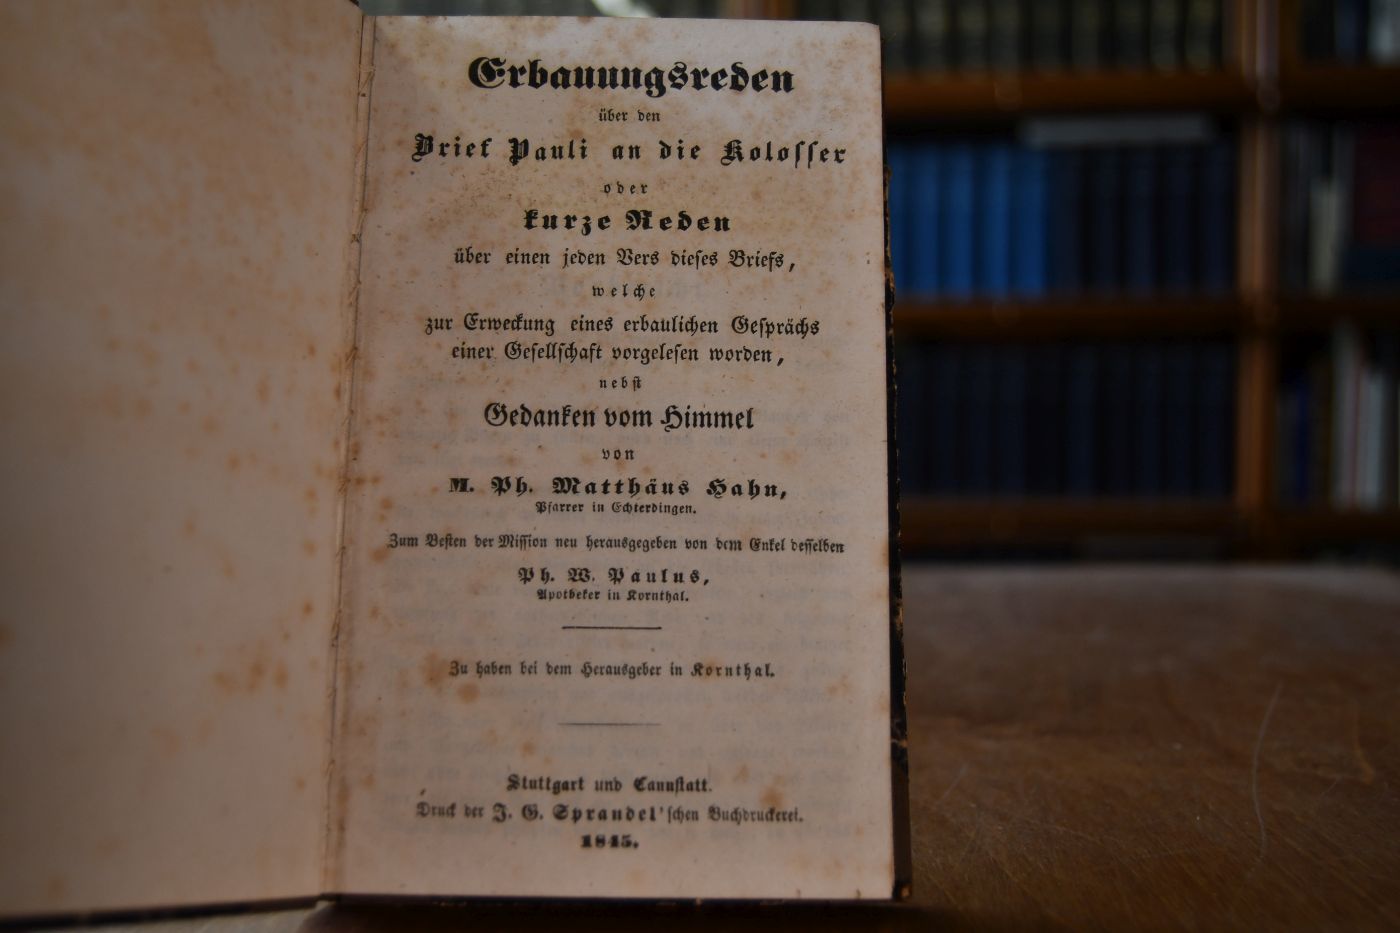 Erbauungsreden
über den
Brief Pauli an die Kolosser
oder
kurze Reden
über einen jeden Vers dieses Briefs,
welche
zur Erweckung eines erbaulichen Gesprächs
einer Gesellschaft vorgelesen worden,
nebst
Gedanken vom Himmel
von
M. Ph. Matthäus Hahn,
Pfarrer in Echterdingen.
Zum Besten der Mission neu herausgegeben von dem Enkel desselben
Ph. W. Paulus,
Apotheker in Kornthal.
Zu haben bei dem Herausgeber in Kornthal.
Stuttgart und Cannstatt.
Druck der J. G. Sprandel'schen Buchdruckerei.
1845.